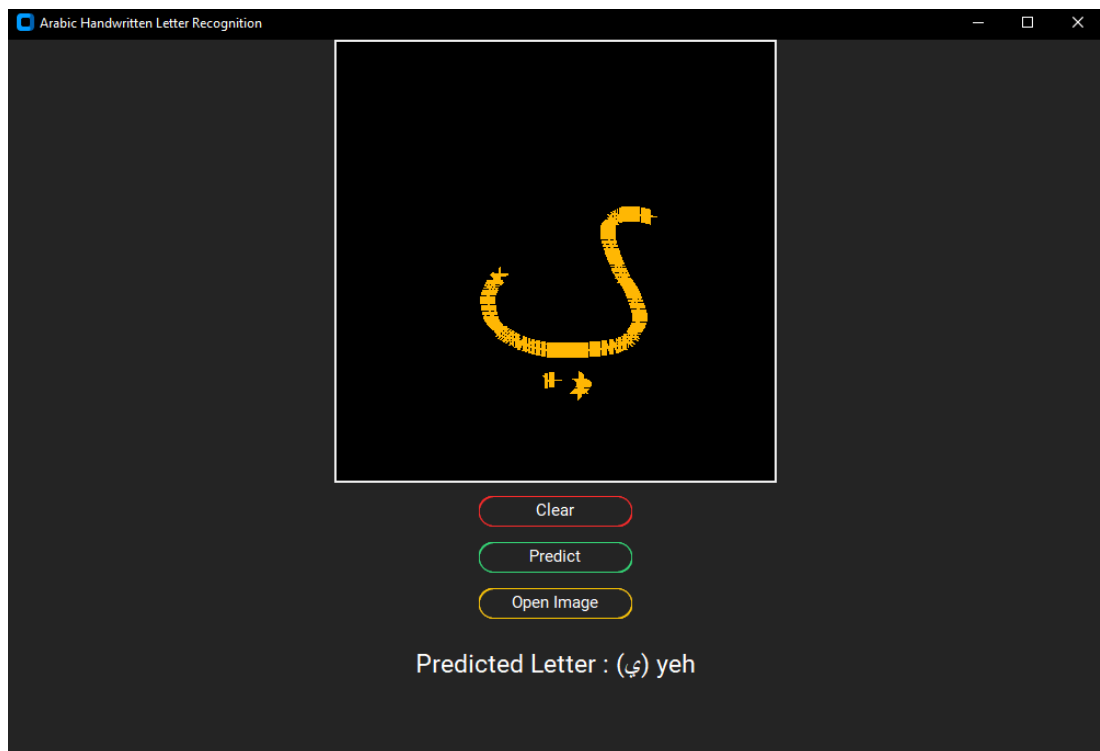 Arabic Handwritten Letter Recognition
ي
Clear
Predict
Open Image
Predicted Letter : (ي) yeh